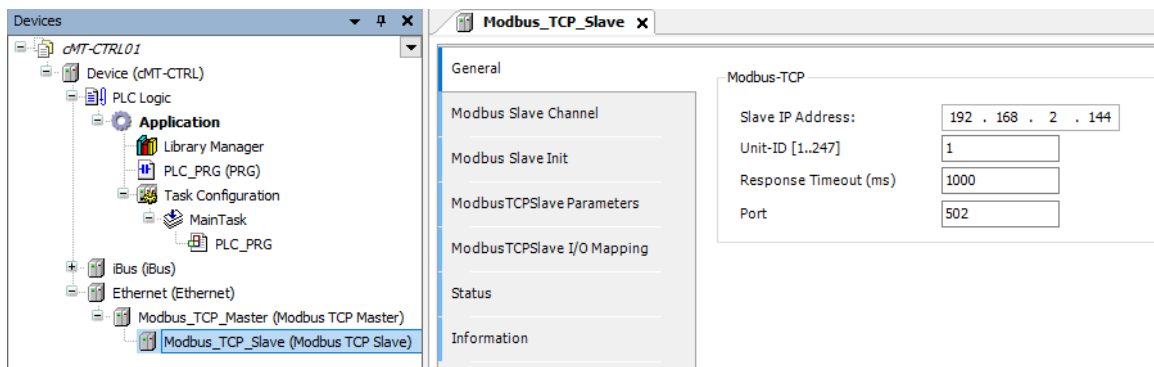 Devices
cMT-CTRL01
Device (cMT-CTRL)
PLC Logic
Application
Library Manager
PLC_PRG (PRG)
Task Configuration
MainTask
PLC_PRG
iBus (iBus)
Ethernet (Ethernet)
Modbus_TCP_Master (Modbus TCP Master)
Modbus_TCP_Slave (Modbus TCP Slave)
Modbus_TCP_Slave
General
Modbus Slave Channel
Modbus Slave Init
ModbusTCPSlave Parameters
ModbusTCPSlave I/O Mapping
Status
Information
Modbus-TCP
Slave IP Address: 192 . 168 . 2 . 144
Unit-ID [1..247] 1
Response Timeout (ms) 1000
Port 502